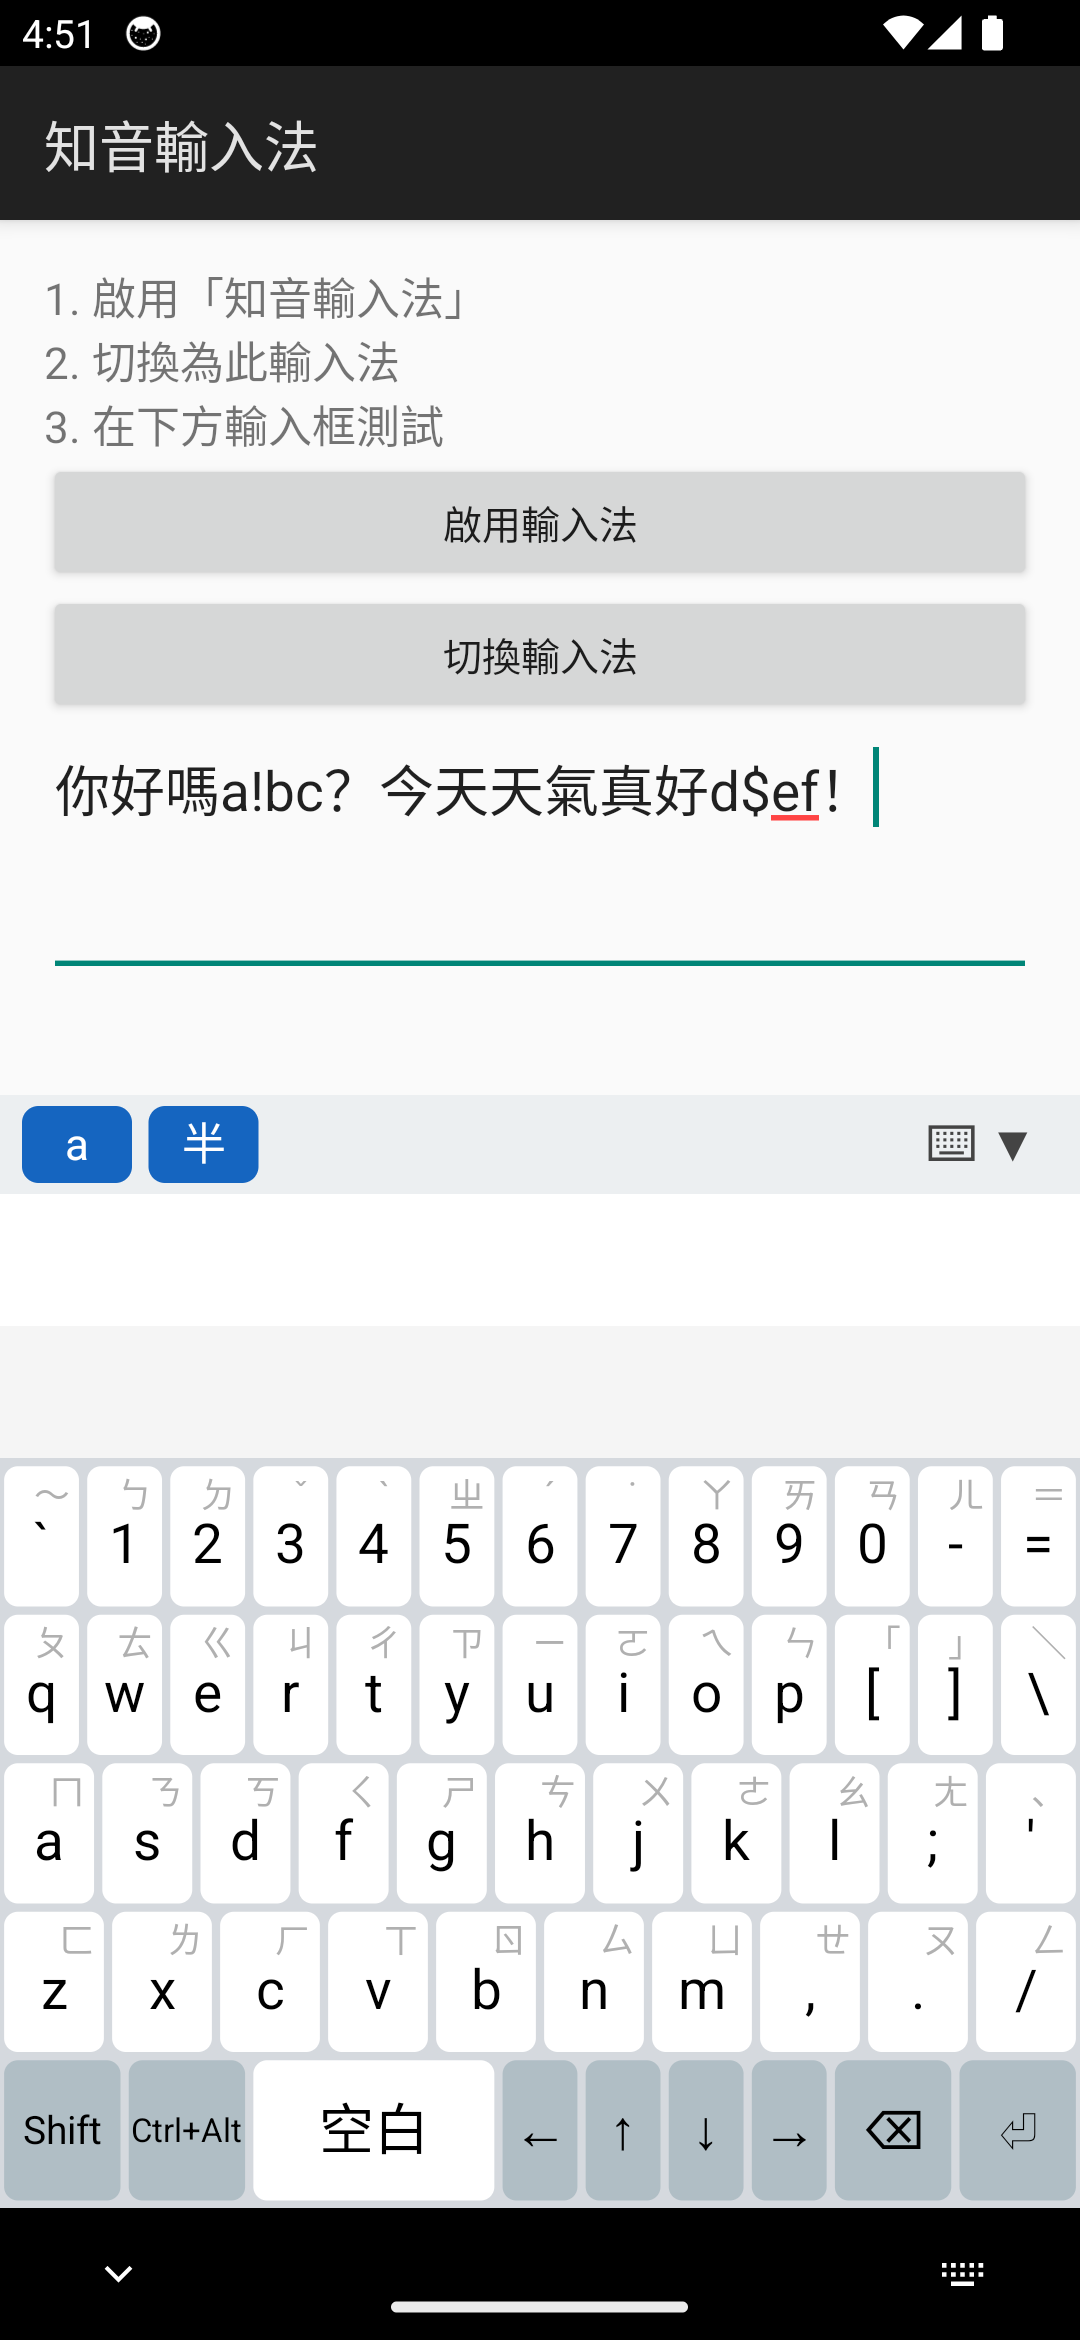 4:51
知音輸入法
1. 啟用「知音輸入法」
2. 切換為此輸入法
3. 在下方輸入框測試
啟用輸入法
切換輸入法
你好嗎a!bc？今天天氣真好d$ef！
a 半 ▼
～ ㄅ ㄉ ˇ ˋ ㄓ ˊ ˙ ㄚ ㄞ ㄢ ㄦ ＝
` 1 2 3 4 5 6 7 8 9 0 - =
ㄆ ㄊ ㄍ ㄐ ㄔ ㄗ ㄧ ㄛ ㄟ ㄣ 「 」 ＼
q w e r t y u i o p [ ] \
ㄇ ㄋ ㄎ ㄑ ㄕ ㄘ ㄨ ㄜ ㄠ ㄤ 、
a s d f g h j k l ; '
ㄈ ㄌ ㄏ ㄒ ㄖ ㄙ ㄩ ㄝ ㄡ ㄥ
z x c v b n m , . /
Shift Ctrl+Alt 空白 ← ↑ ↓ → ⌫ ⏎